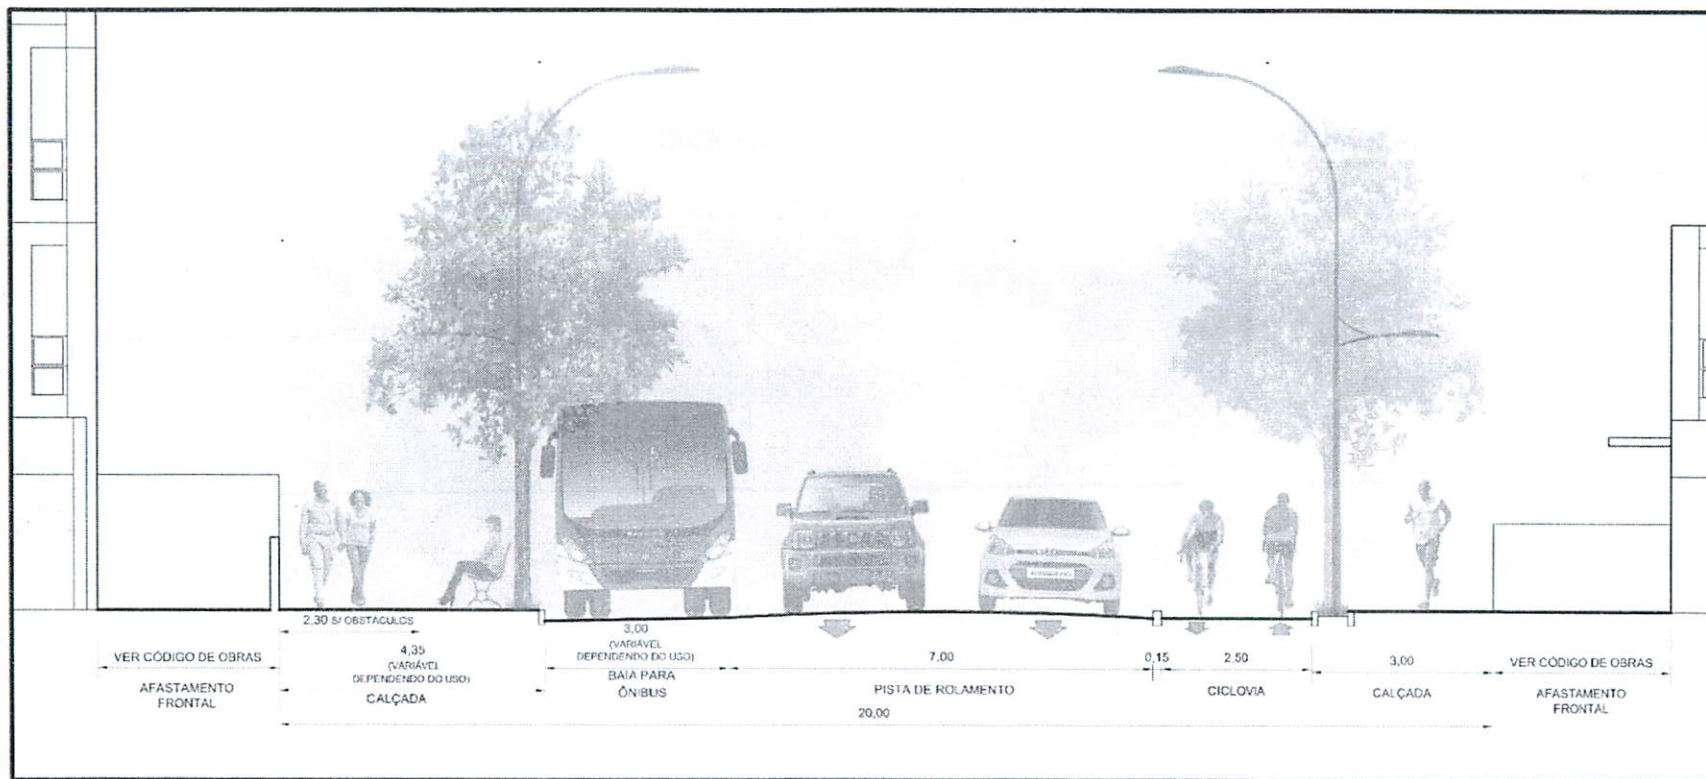 2,30 S/ OBSTÁCULOS
3,00
(VARIÁVEL
DEPENDENDO DO USO)
4,35
(VARIÁVEL
DEPENDENDO DO USO)
VER CÓDIGO DE OBRAS
7,00
0,15
2,50
3,00
VER CÓDIGO DE OBRAS
AFASTAMENTO
FRONTAL
CALÇADA
BAIA PARA
ÔNIBUS
PISTA DE ROLAMENTO
CICLOVIA
CALÇADA
AFASTAMENTO
FRONTAL
20,00